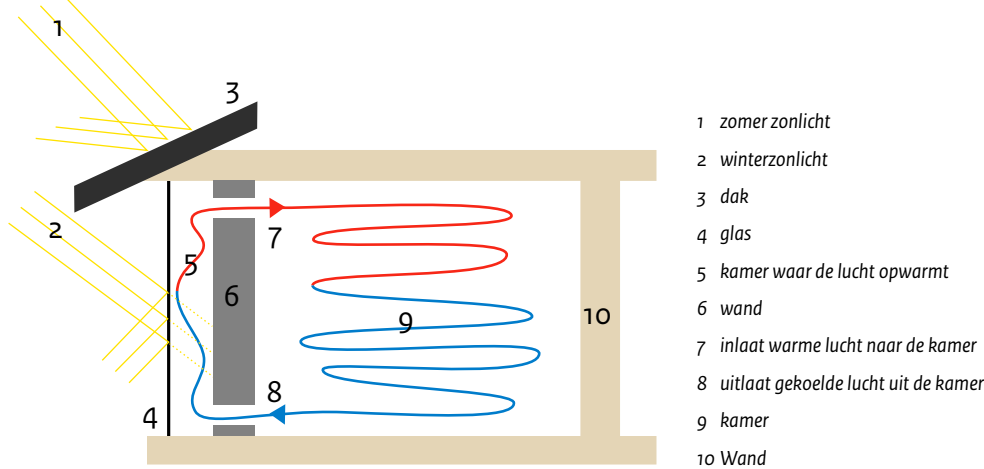 1
3
2
7
5
6
10
9
8
4
1 zomer zonlicht
2 winterzonlicht
3 dak
4 glas
5 kamer waar de lucht opwarmt
6 wand
7 inlaat warme lucht naar de kamer
8 uitlaat gekoelde lucht uit de kamer
9 kamer
10 Wand